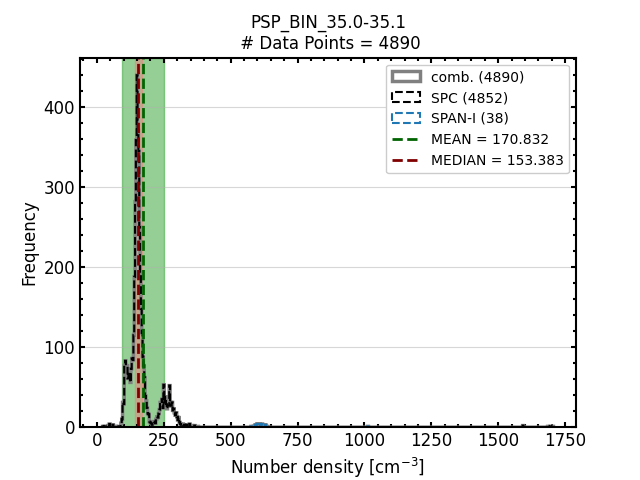 PSP_BIN_35.0-35.1
# Data Points = 4890
comb. (4890)
SPC (4852)
SPAN-I (38)
MEAN = 170.832
MEDIAN = 153.383
400
300
200
100
0
Frequency
0 250 500 750 1000 1250 1500 1750
Number density [cm⁻³]